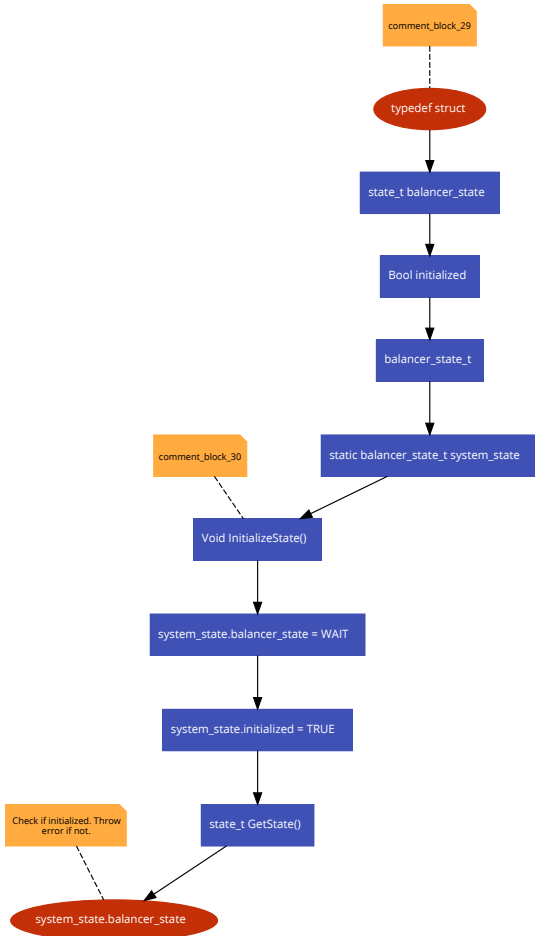 comment_block_29
typedef struct
state_t balancer_state
Bool initialized
balancer_state_t
static balancer_state_t system_state
comment_block_30
Void InitializeState()
system_state.balancer_state = WAIT
system_state.initialized = TRUE
state_t GetState()
Check if initialized. Throw
error if not.
system_state.balancer_state